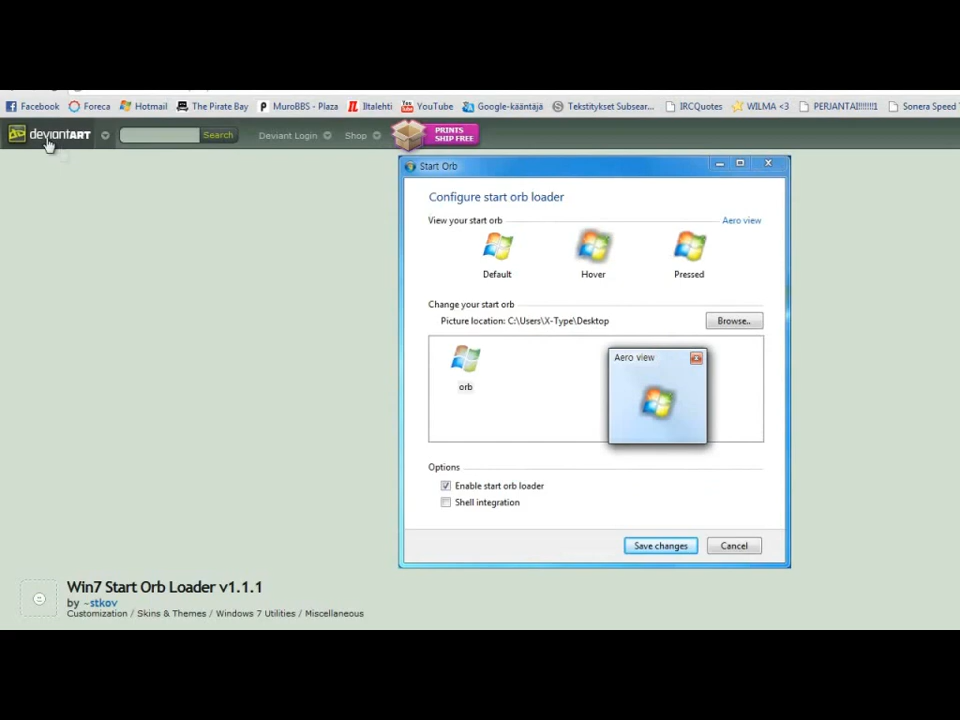 Facebook Foreca Hotmail The Pirate Bay MuroBBS - Plaza Iltalehti YouTube Google-kääntäjä Tekstitykset Subsear... IRCQuotes WILMA <3 PERJANTAI!!!!!!!1 Sonera Speed
deviantART Search Deviant Login Shop PRINTS SHIP FREE
Start Orb
Configure start orb loader
View your start orb Aero view
Default Hover Pressed
Change your start orb
Picture location: C:\Users\X-Type\Desktop Browse..
Aero view
orb
Options
Enable start orb loader
Shell integration
Save changes Cancel
Win7 Start Orb Loader v1.1.1
by ~stkov
Customization / Skins & Themes / Windows 7 Utilities / Miscellaneous